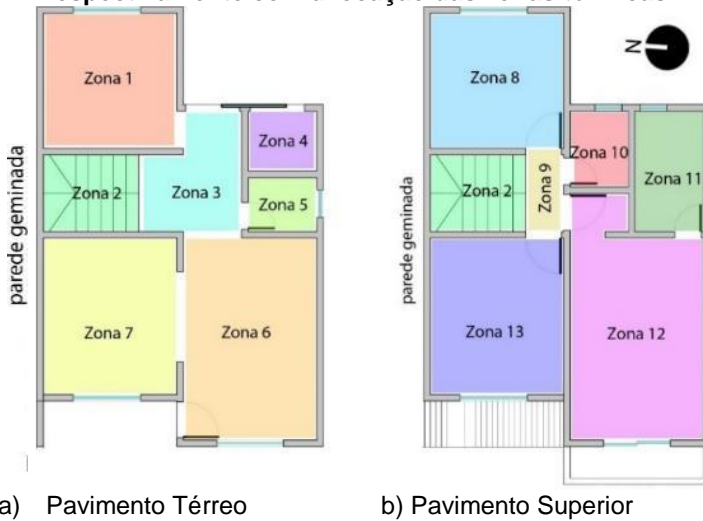 Zona 1
Zona 2
Zona 3
Zona 4
Zona 5
Zona 6
Zona 7
parede geminada
Zona 8
N
Zona 2
Zona 9
Zona 10
Zona 11
Zona 12
Zona 13
parede geminada
a) Pavimento Térreo
b) Pavimento Superior